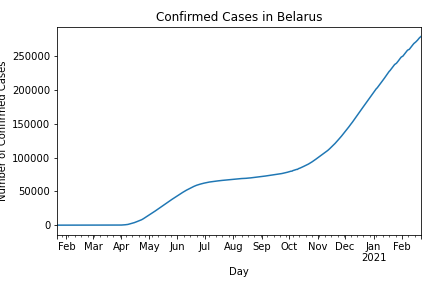 Confirmed Cases in Belarus
Number of Confirmed Cases
250000
200000
150000
100000
50000
0
Feb Mar Apr May Jun Jul Aug Sep Oct Nov Dec Jan Feb
2021
Day